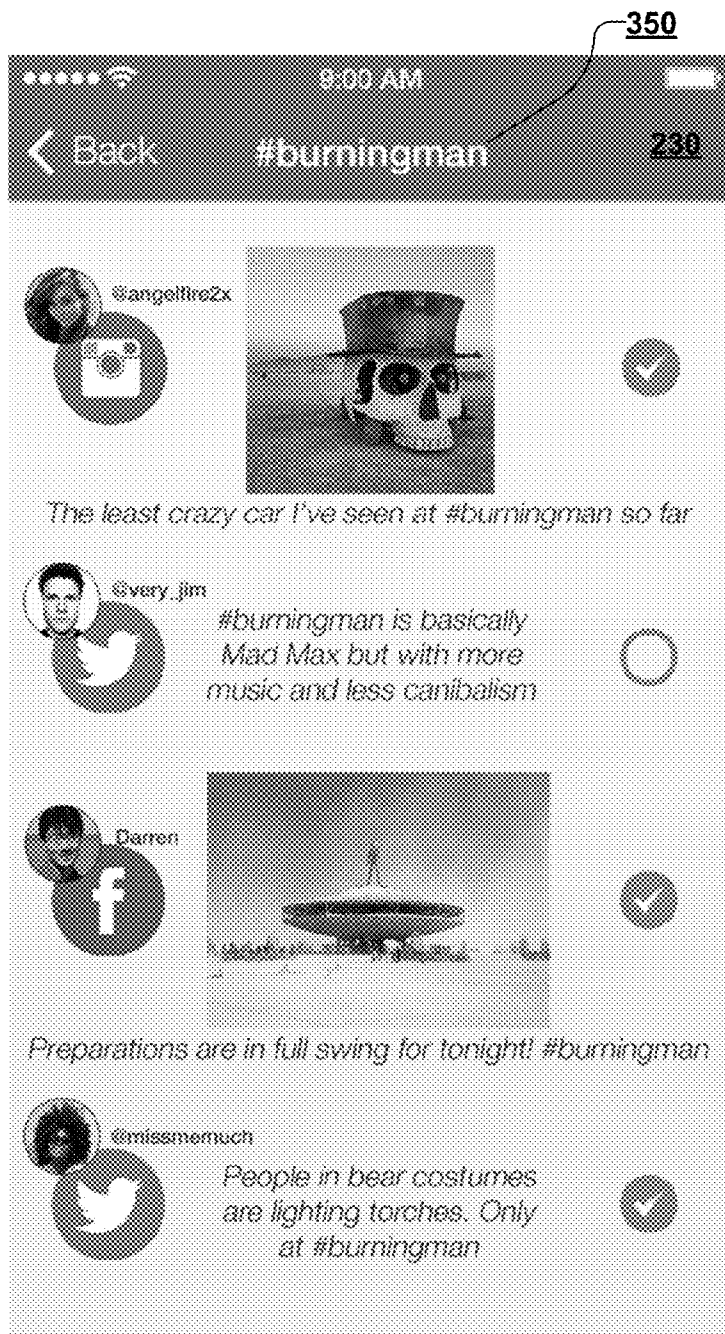 350
9:00 AM
Back
#burningman
230
@angelfire2x
The least crazy car I've seen at #burningman so far
@very_jim
#burningman is basically
Mad Max but with more
music and less canibalism
Darren
f
Preparations are in full swing for tonight! #burningman
@missmemuch
People in bear costumes
are lighting torches. Only
at #burningman